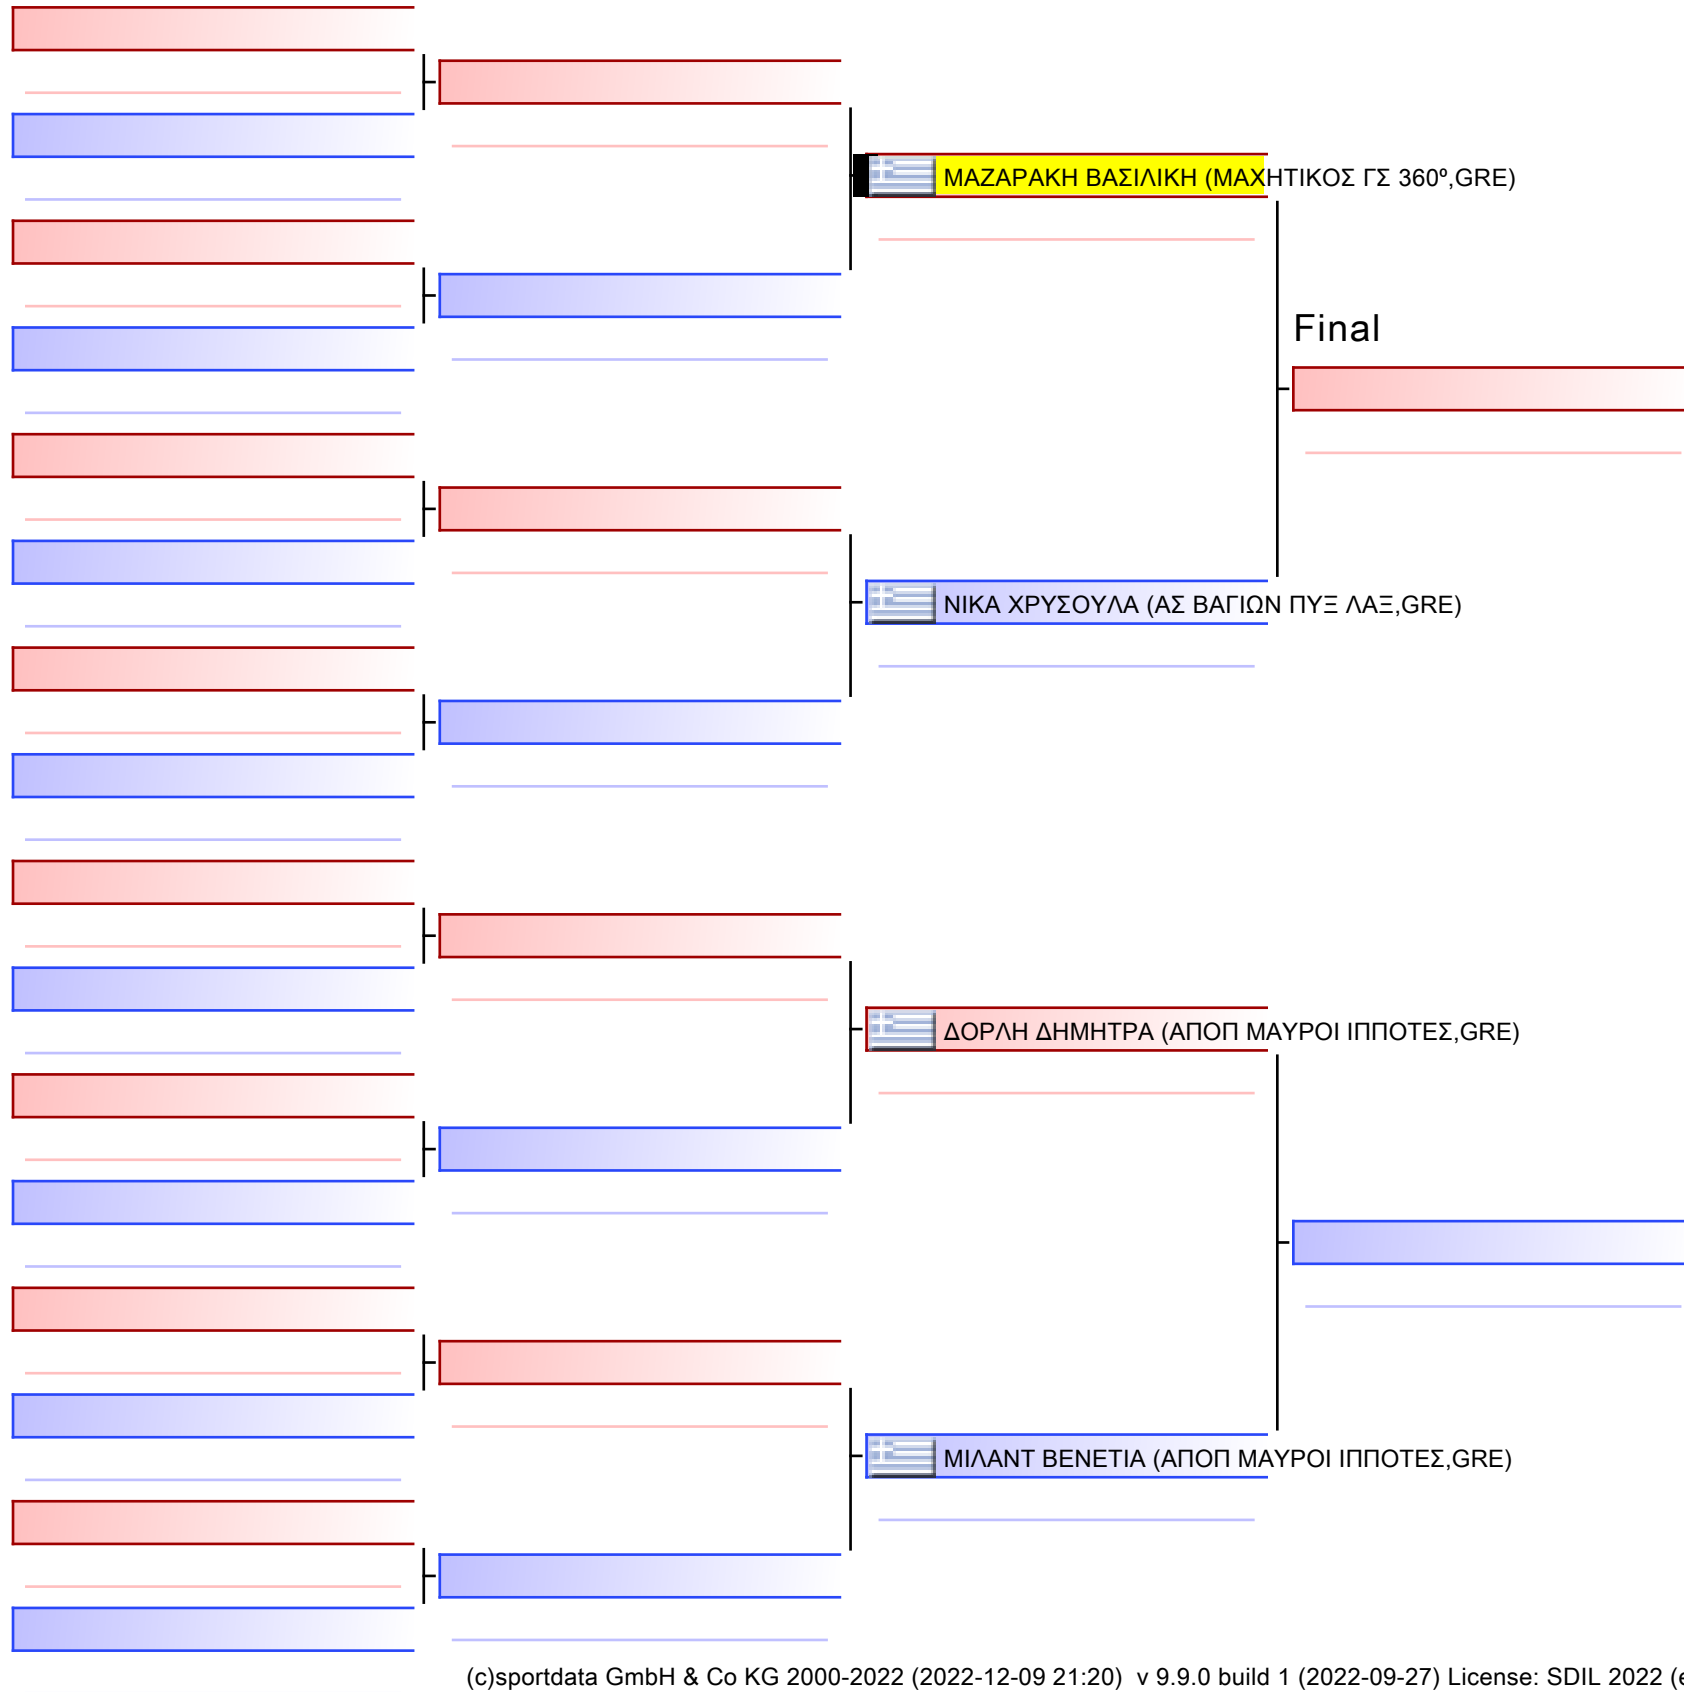 ΜΑΖΑΡΑΚΗ ΒΑΣΙΛΙΚΗ (ΜΑΧΗΤΙΚΟΣ ΓΣ 360º,GRE)
Final
ΝΙΚΑ ΧΡΥΣΟΥΛΑ (ΑΣ ΒΑΓΙΩΝ ΠΥΞ ΛΑΞ,GRE)
ΔΟΡΛΗ ΔΗΜΗΤΡΑ (ΑΠΟΠ ΜΑΥΡΟΙ ΙΠΠΟΤΕΣ,GRE)
ΜΙΛΑΝΤ ΒΕΝΕΤΙΑ (ΑΠΟΠ ΜΑΥΡΟΙ ΙΠΠΟΤΕΣ,GRE)
(c)sportdata GmbH & Co KG 2000-2022 (2022-12-09 21:20) v 9.9.0 build 1 (2022-09-27) License: SDIL 2022 (